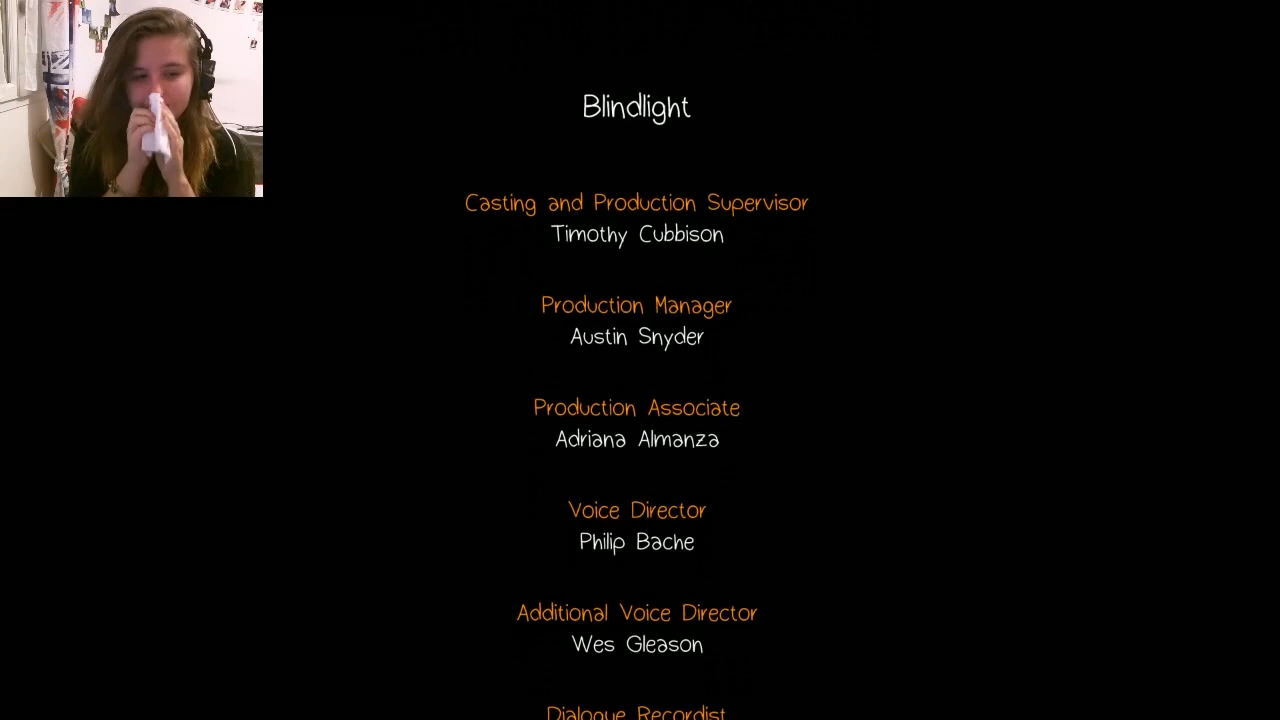 Blindlight
Casting and Production Supervisor
Timothy Cubbison
Production Manager
Austin Snyder
Production Associate
Adriana Almanza
Voice Director
Philip Bache
Additional Voice Director
Wes Gleason
Dialogue Recordist